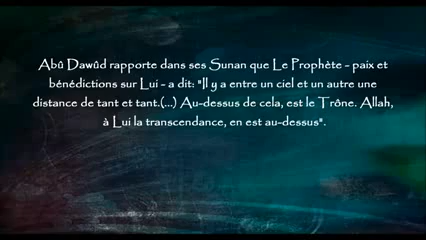 Abû Dawûd rapporte dans ses Sunan que Le Prophète - paix et
bénédictions sur Lui - a dit: "Il y a entre un ciel et un autre une
distance de tant et tant.(...) Au-dessus de cela, est le Trône. Allah,
à Lui la transcendance, en est au-dessus".